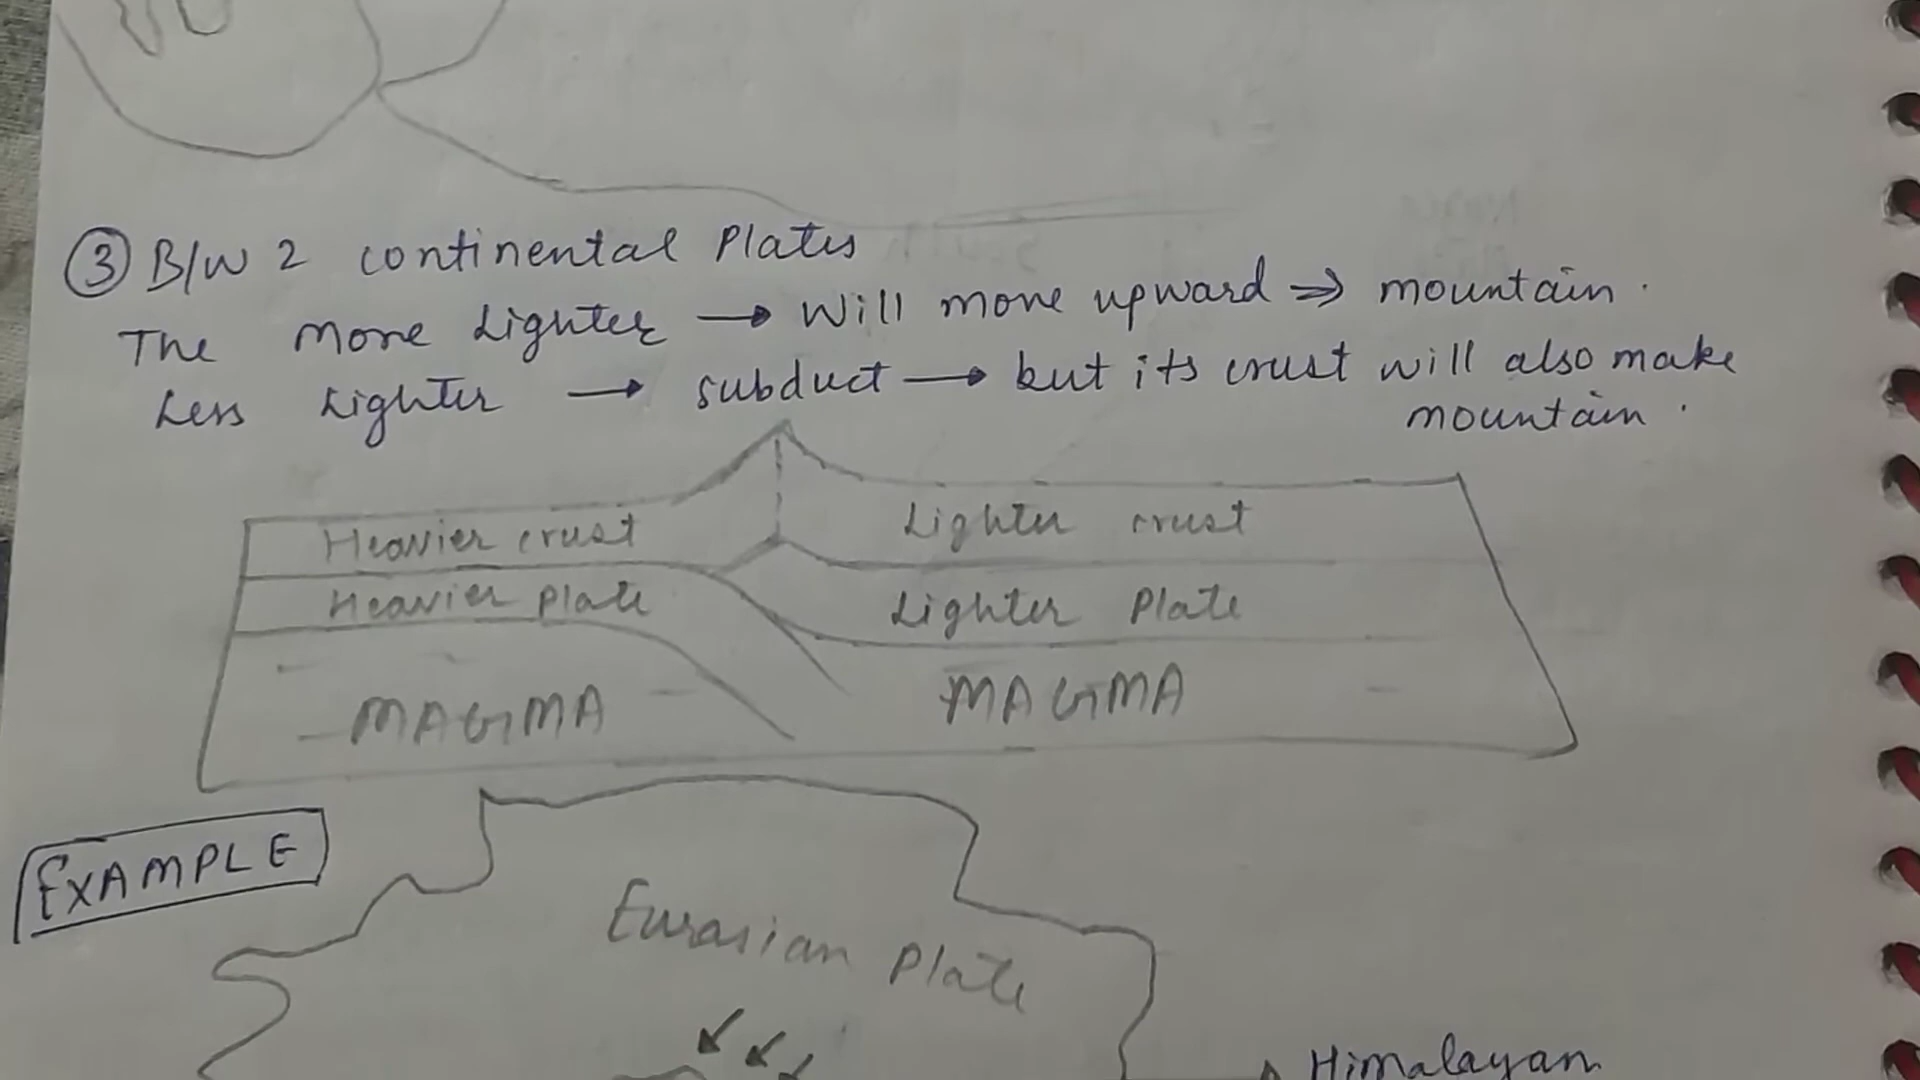 ③ B/W 2 continental Plates
The more Lighter → Will move upward ⇒ mountain.
Less Lighter → subduct → but its crust will also make
mountain.
Heavier crust
Lighter crust
Heavier plate
Lighter Plate
MAGMA
MAGMA
EXAMPLE
Eurasian Plate
Himalayan